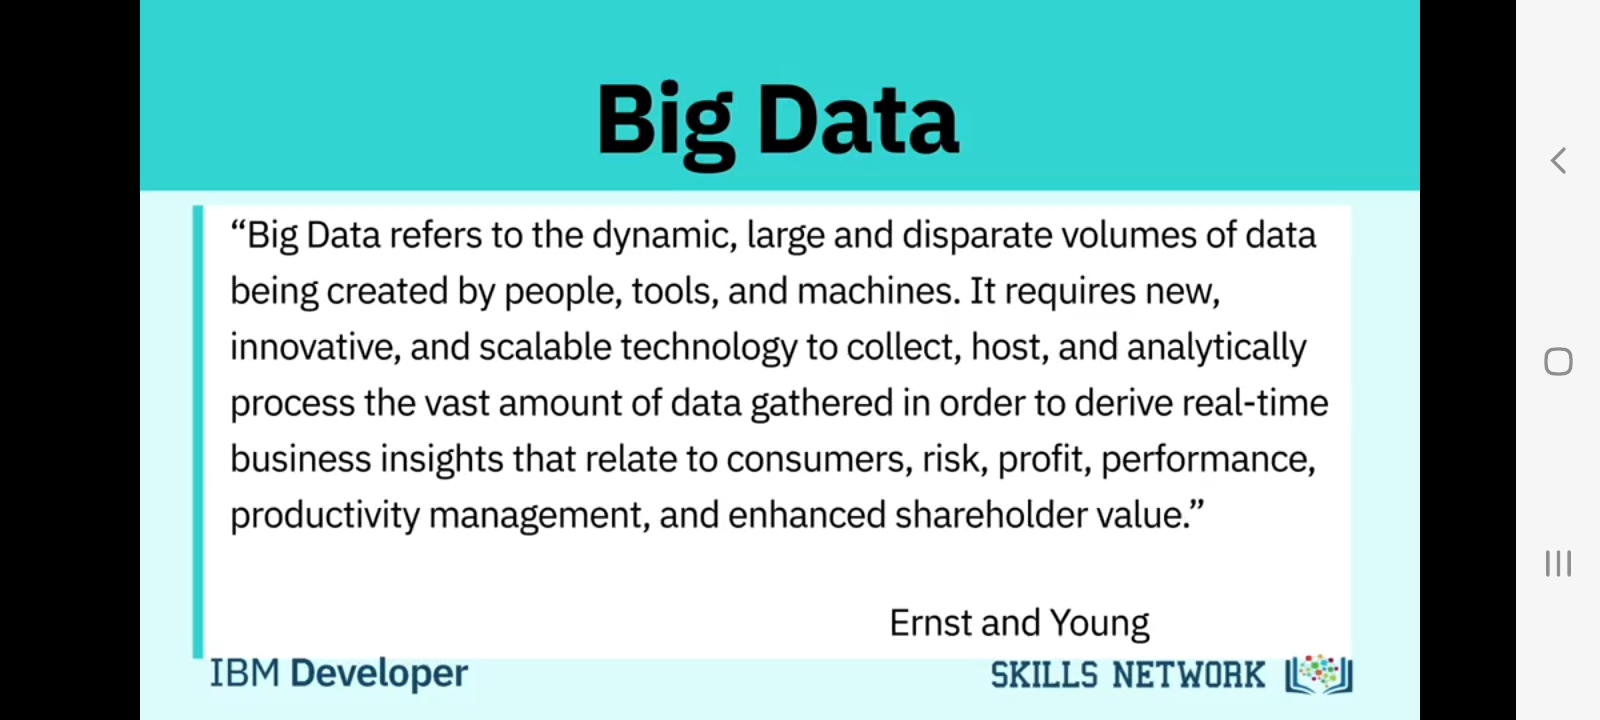 Big Data
“Big Data refers to the dynamic, large and disparate volumes of data
being created by people, tools, and machines. It requires new,
innovative, and scalable technology to collect, host, and analytically
process the vast amount of data gathered in order to derive real-time
business insights that relate to consumers, risk, profit, performance,
productivity management, and enhanced shareholder value.”
Ernst and Young
IBM Developer
SKILLS NETWORK